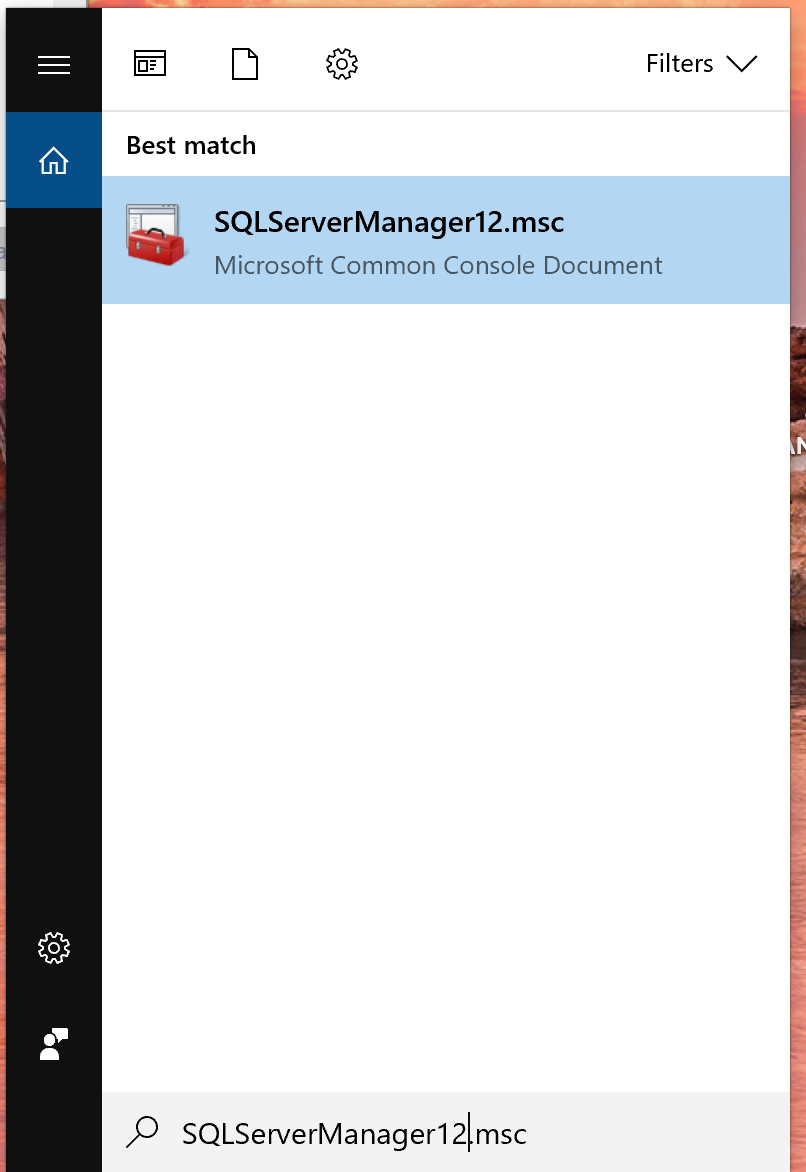 Filters
Best match
SQLServerManager12.msc
Microsoft Common Console Document
SQLServerManager12.msc